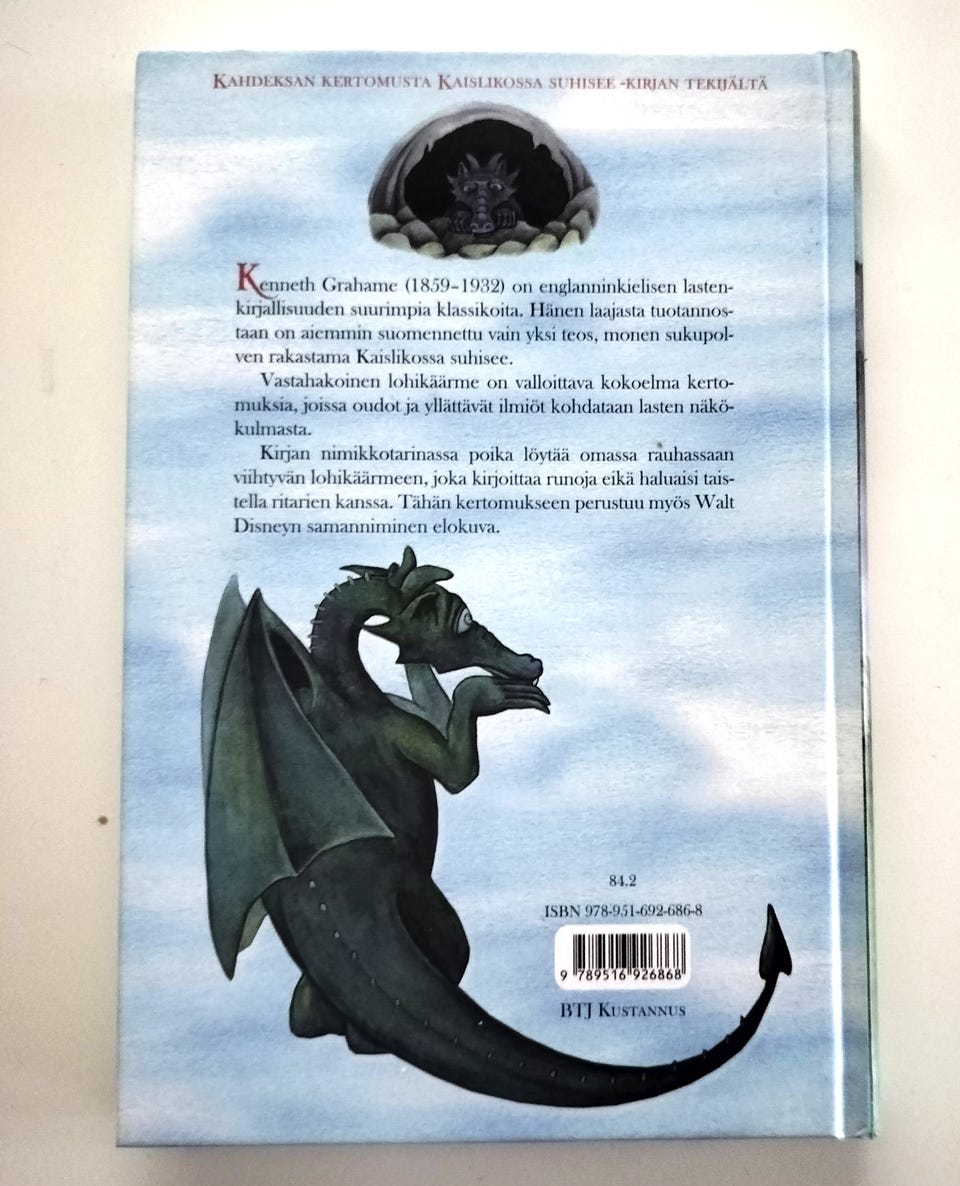 Kahdeksan kertomusta Kaislikossa suhisee -kirjan tekijältä
Kenneth Grahame (1859–1932) on englanninkielisen lasten-
kirjallisuuden suurimpia klassikoita. Hänen laajasta tuotannos-
taan on aiemmin suomennettu vain yksi teos, monen sukupol-
ven rakastama Kaislikossa suhisee.
Vastahakoinen lohikäärme on valloittava kokoelma kerto-
muksia, joissa oudot ja yllättävät ilmiöt kohdataan lasten näkö-
kulmasta.
Kirjan nimikkotarinassa poika löytää omassa rauhassaan
viihtyvän lohikäärmeen, joka kirjoittaa runoja eikä haluaisi tais-
tella ritarien kanssa. Tähän kertomukseen perustuu myös Walt
Disneyn samanniminen elokuva.
84.2
ISBN 978-951-692-686-8
9 789516 926868
BTJ Kustannus